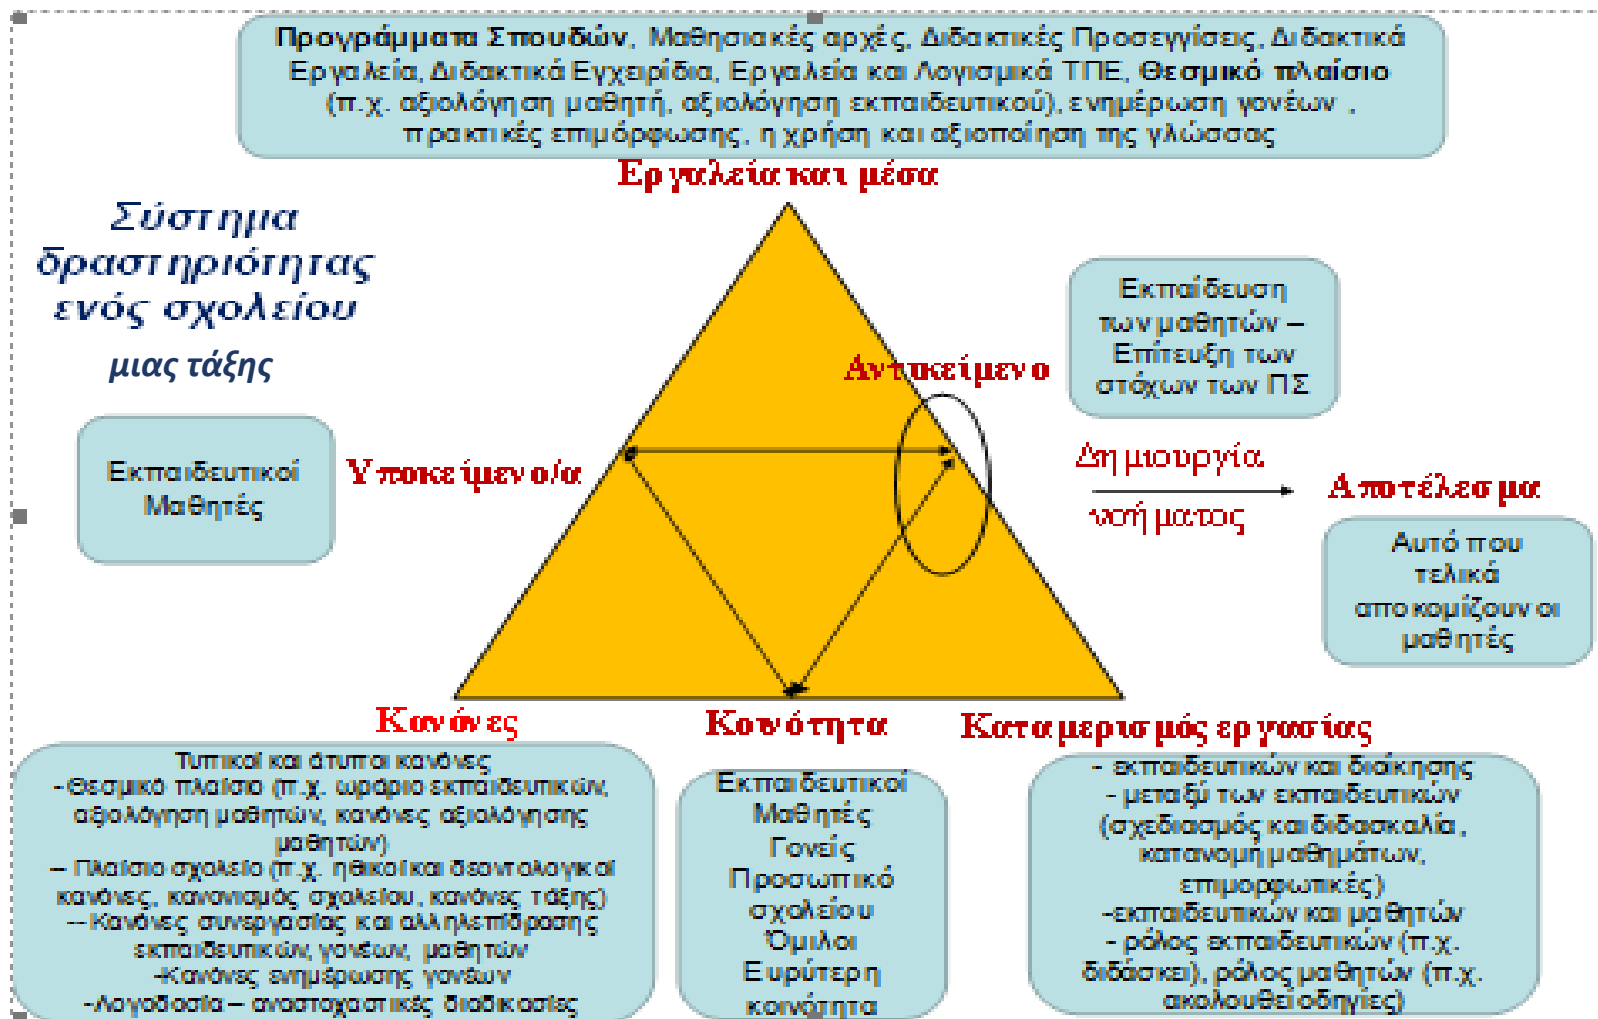 Προγράμματα Σπουδών, Μαθησιακές αρχές, Διδακτικές Προσεγγίσεις, Διδακτικά
Εργαλεία, Διδακτικά Εγχειρίδια, Εργαλεία και Λογισμικά ΤΠΕ, Θεσμικό πλαίσιο
(π.χ. αξιολόγηση μαθητή, αξιολόγηση εκπαιδευτικού), ενημέρωση γονέων ,
πρακτικές επιμόρφωσης, η χρήση και αξιοποίηση της γλώσσας
Εργαλεία και μέσα
Σύστημα
δραστηριότητας
ενός σχολείου
μιας τάξης
Εκπαίδευση
των μαθητών –
Επίτευξη των
στόχων των ΠΣ
Αντικείμενο
Εκπαιδευτικοί
Μαθητές
Υποκείμενο/α
Δημιουργία
νοήματος
Αποτέλεσμα
Αυτό που
τελικά
αποκομίζουν οι
μαθητές
Κανόνες
Κοινότητα
Καταμερισμός εργασίας
Τυπικοί και άτυποι κανόνες
-Θεσμικό πλαίσιο (π.χ. ωράριο εκπαιδευτικών,
αξιολόγηση μαθητών, κανόνες αξιολόγησης
μαθητών)
-- Πλαίσιο σχολείο (π.χ. ηθικοί και δεοντολογικοί
κανόνες, κανονισμός σχολείου, κανόνες τάξης)
-- Κανόνες συνεργασίας και αλληλεπίδρασης
εκπαιδευτικών, γονέων, μαθητών
-Κανόνες ενημέρωσης γονέων
-Λογοδοσία – αναστοχαστικές διαδικασίες
Εκπαιδευτικοί
Μαθητές
Γονείς
Προσωπικό
σχολείου
Όμιλοι
Ευρύτερη
κοινότητα
- εκπαιδευτικών και διοίκησης
- μεταξύ των εκπαιδευτικών
(σχεδιασμός και διδασκαλία,
κατανομή μαθημάτων,
επιμορφωτικές)
-εκπαιδευτικών και μαθητών
- ρόλος εκπαιδευτικών (π.χ.
διδάσκει), ρόλος μαθητών (π.χ.
ακολουθεί οδηγίες)